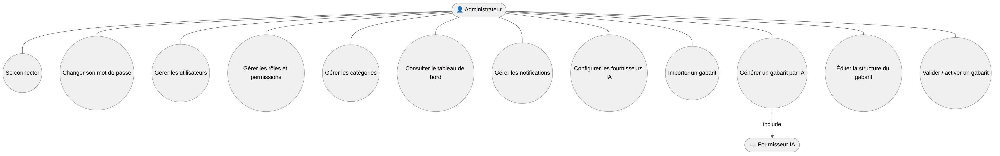 👤 Administrateur
Se connecter
Changer son mot de passe
Gérer les utilisateurs
Gérer les rôles et
permissions
Gérer les catégories
Consulter le tableau de
bord
Gérer les notifications
Configurer les fournisseurs
IA
Importer un gabarit
Générer un gabarit par IA
Éditer la structure du
gabarit
Valider / activer un gabarit
include
☁️ Fournisseur IA